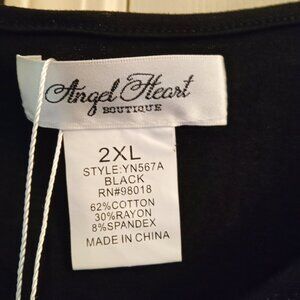 Angel Heart
BOUTIQUE
2XL
STYLE:YN567A
BLACK
RN#98018
62%COTTON
30%RAYON
8%SPANDEX
MADE IN CHINA